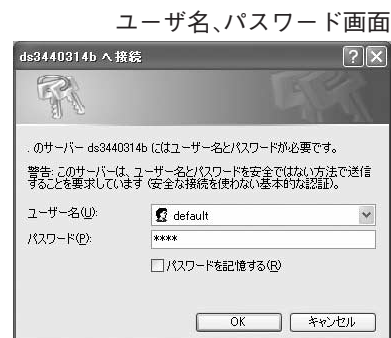 ユーザ名、パスワード画面
ds3440314b へ接続
. のサーバー ds3440314b にはユーザー名とパスワードが必要です。
警告: このサーバーは、ユーザー名とパスワードを安全ではない方法で送信
することを要求しています (安全な接続を使わない基本的な認証)。
ユーザー名(U):
default
パスワード(P):
****
パスワードを記憶する(R)
OK キャンセル